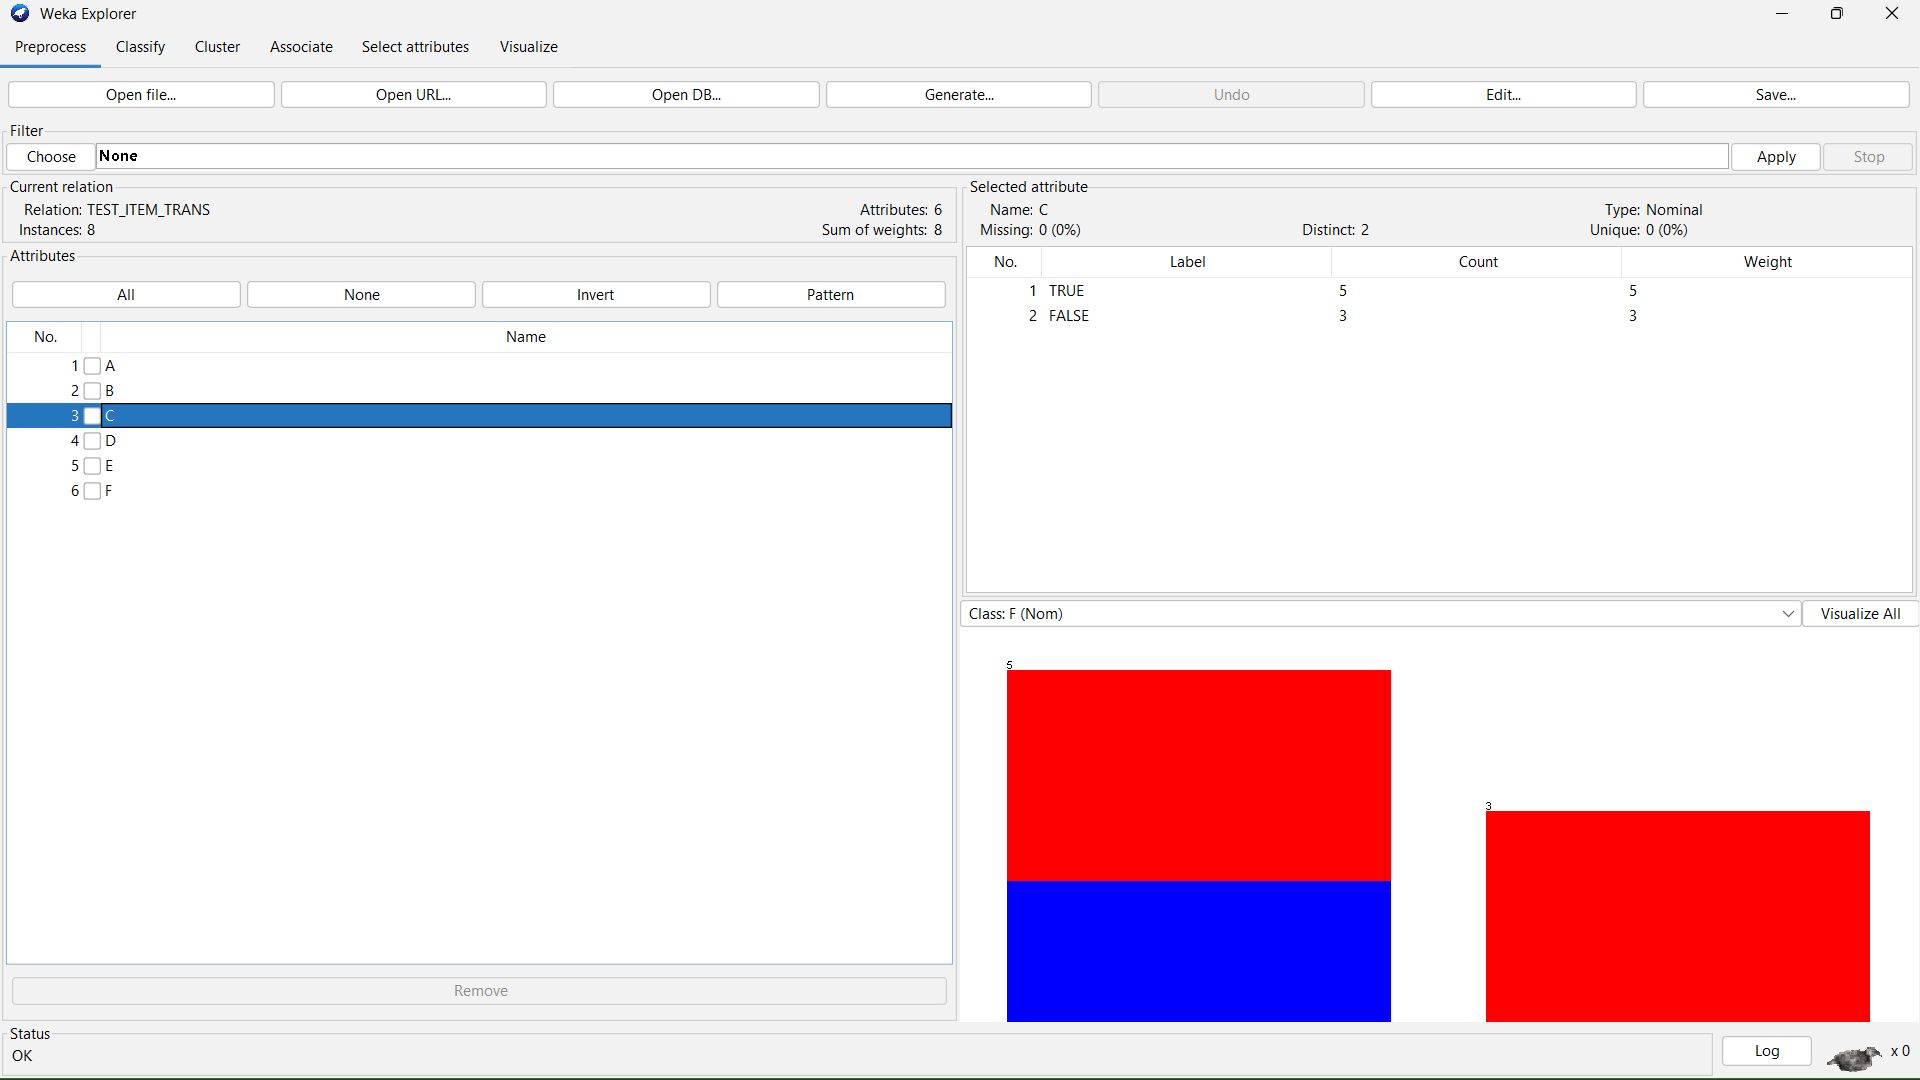 Weka Explorer
Preprocess Classify Cluster Associate Select attributes Visualize
Open file... Open URL... Open DB... Generate... Undo Edit... Save...
Filter
Choose None Apply Stop
Current relation
Relation: TEST_ITEM_TRANS Attributes: 6
Instances: 8 Sum of weights: 8
Selected attribute
Name: C Type: Nominal
Missing: 0 (0%) Distinct: 2 Unique: 0 (0%)
Attributes
All None Invert Pattern
No. Name
1 A
2 B
3 C
4 D
5 E
6 F
Remove
No. Label Count Weight
1 TRUE 5 5
2 FALSE 3 3
Class: F (Nom) Visualize All
5
3
Status
OK
Log x 0